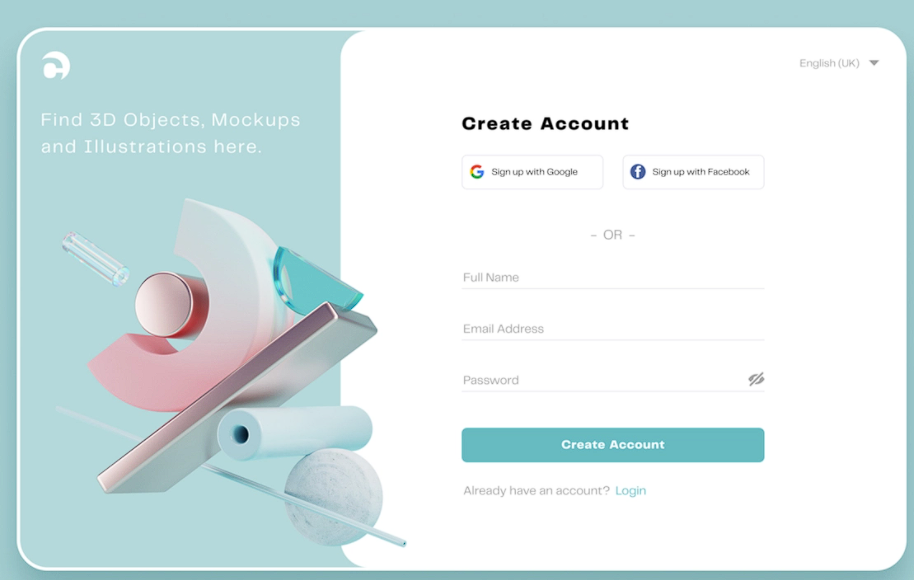 English (UK)
Find 3D Objects, Mockups
and Illustrations here.
Create Account
Sign up with Google
Sign up with Facebook
- OR -
Full Name
Email Address
Password
Create Account
Already have an account? Login